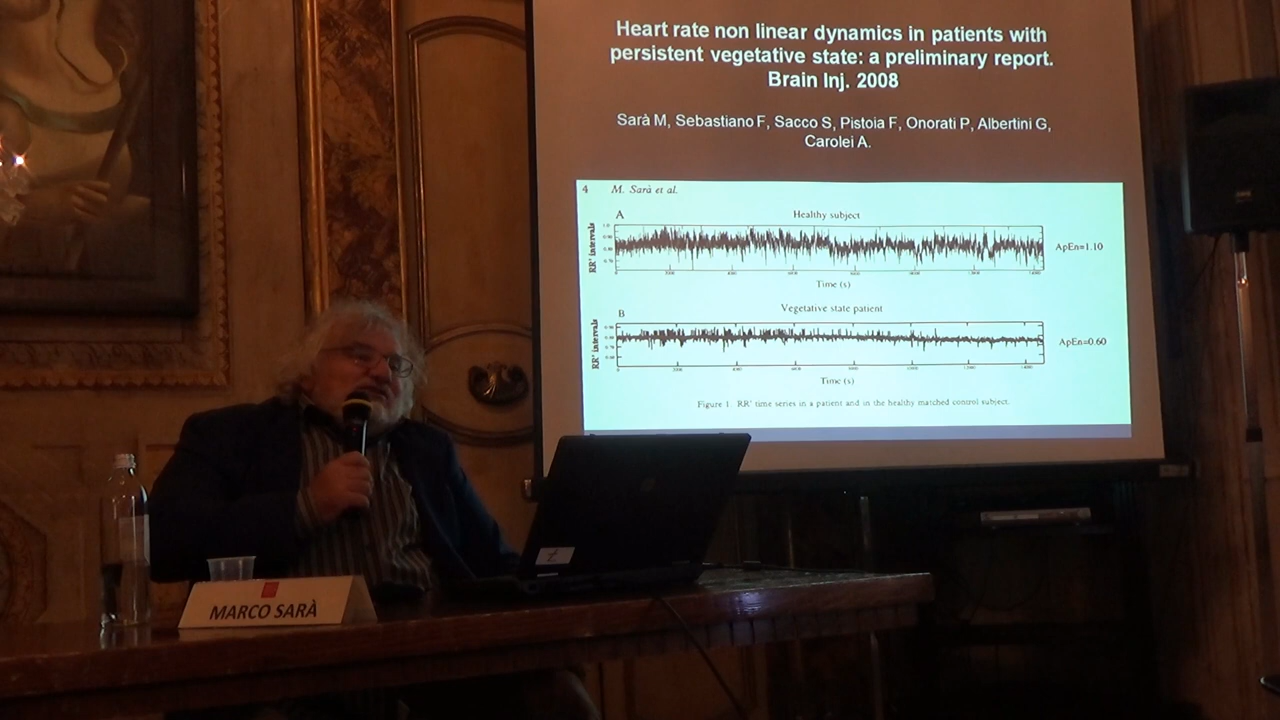 Heart rate non linear dynamics in patients with
persistent vegetative state: a preliminary report.
Brain Inj. 2008
Sarà M, Sebastiano F, Sacco S, Pistoia F, Onorati P, Albertini G,
Carolei A.
4 M. Sarà et al.
A Healthy subject
RR' intervals
ApEn=1.10
Time (s)
B Vegetative state patient
RR' intervals
ApEn=0.60
Time (s)
Figure 1. RR' time series in a patient and in the healthy matched control subject.
MARCO SARÀ